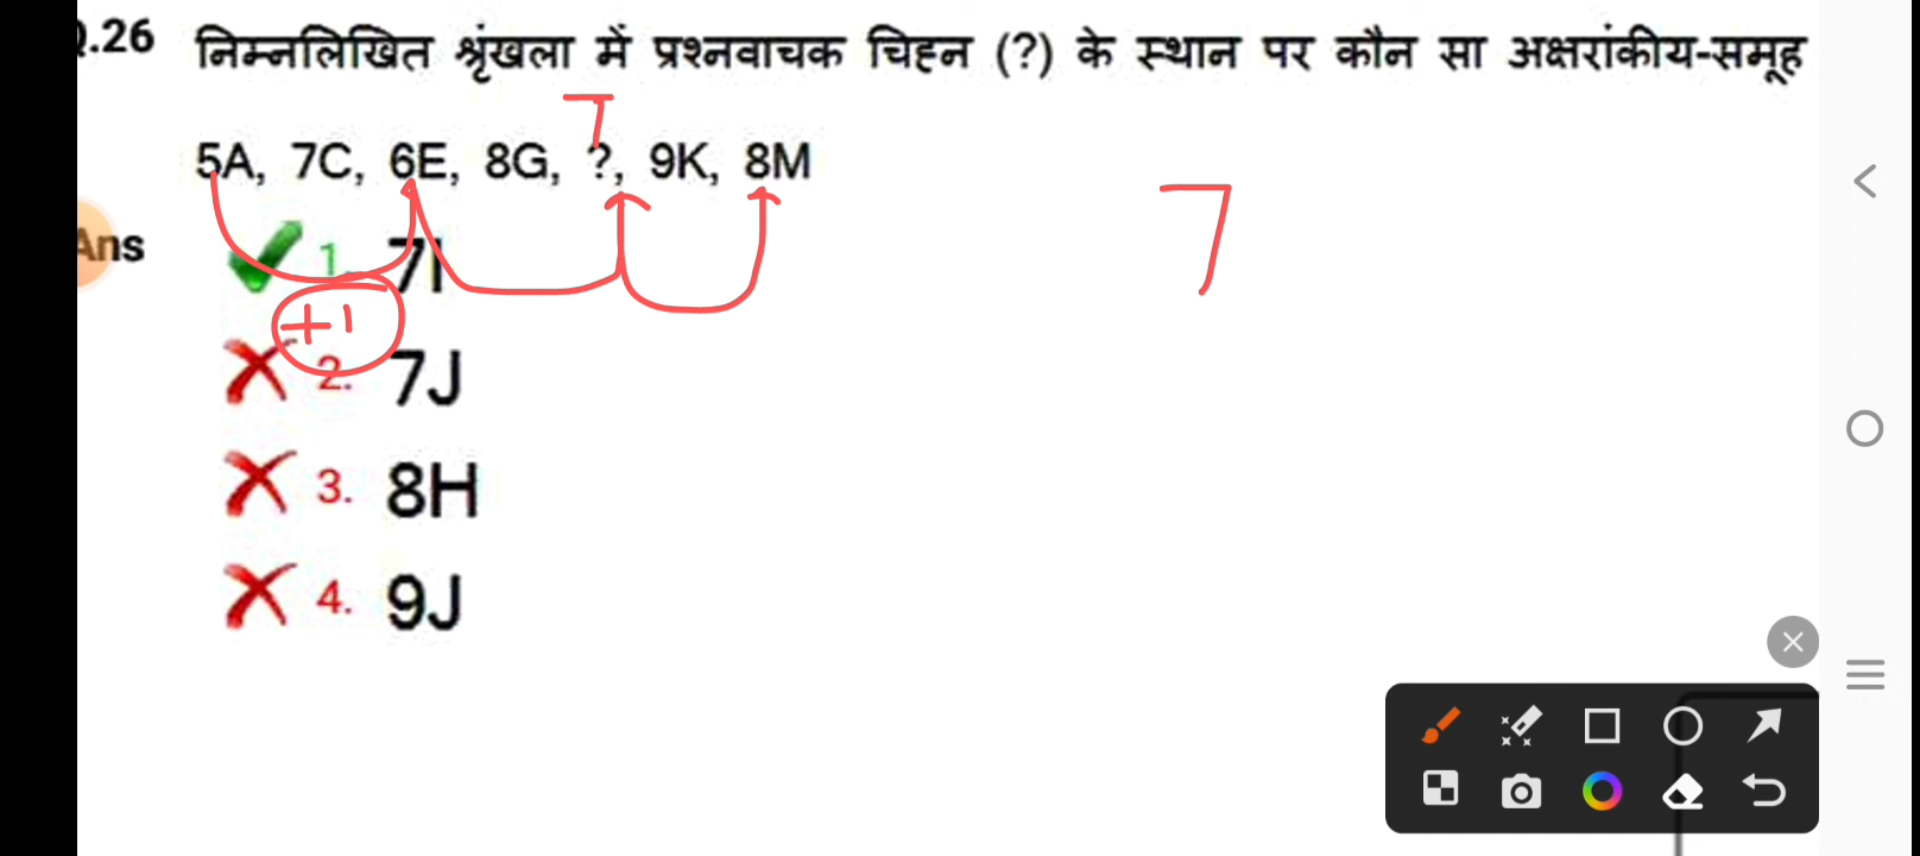 .26 निम्नलिखित श्रृंखला में प्रश्नवाचक चिह्न (?) के स्थान पर कौन सा अक्षरांकीय-समूह
7
5A, 7C, 6E, 8G, ?, 9K, 8M
7
Ans 1. 7I
+1
2. 7J
3. 8H
4. 9J